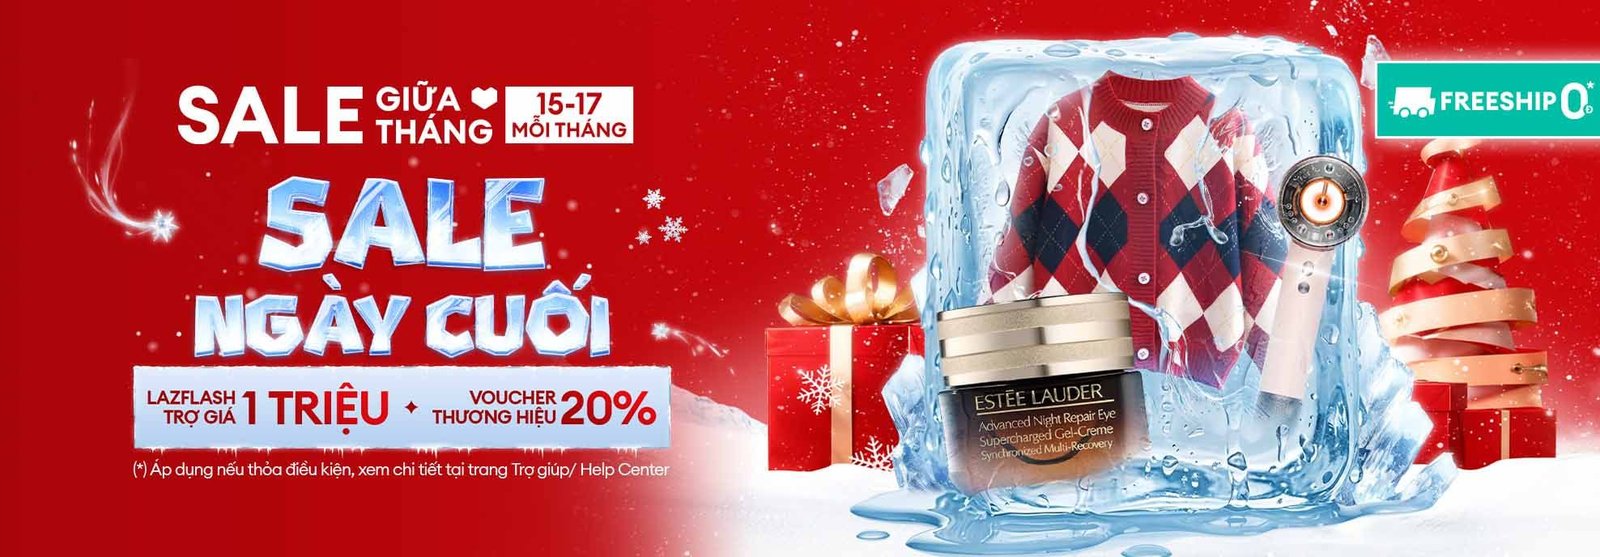 SALE GIỮA THÁNG
15-17
MỖI THÁNG
SALE
NGÀY CUỐI
LAZFLASH TRỢ GIÁ 1 TRIỆU
VOUCHER THƯƠNG HIỆU 20%
(*) Áp dụng nếu thỏa điều kiện, xem chi tiết tại trang Trợ giúp/ Help Center
FREESHIP 0Đ*
ESTĒE LAUDER
Advanced Night Repair Eye
Supercharged Gel-Creme
Synchronized Multi-Recovery